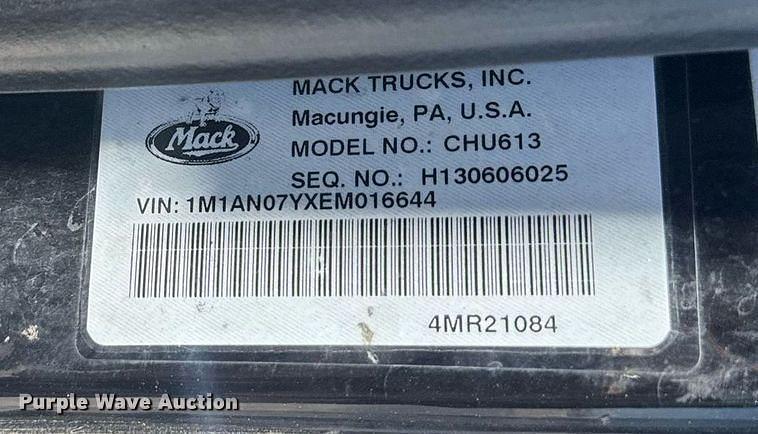 MACK TRUCKS, INC.
Mack
Macungie, PA, U.S.A.
MODEL NO.: CHU613
SEQ. NO.: H130606025
VIN: 1M1AN07YXEM016644
4MR21084
Purple Wave Auction